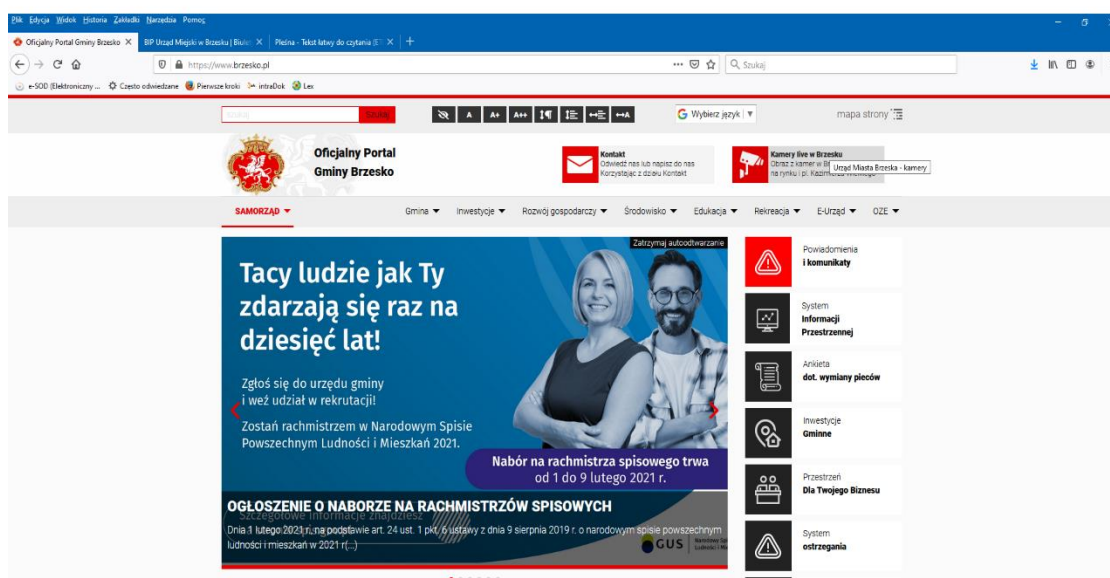 Plik Edycja Widok Historia Zakładki Narzędzia Pomoc
Oficjalny Portal Gminy Brzesko
BIP Urząd Miejski w Brzesku | Biulet
Pleśna - Tekst łatwy do czytania (ET
https://www.brzesko.pl
Szukaj
e-SOD (Elektroniczny ... Często odwiedzane Pierwsze kroki intraDok Lex
Szukaj
A A+ A++
Wybierz język
mapa strony
Oficjalny Portal
Gminy Brzesko
Kontakt
Odwiedź nas lub napisz do nas
Korzystając z działu Kontakt
Kamery live w Brzesku
Obraz z kamer w
na rynku i pl.
Urząd Miasta Brzeska - kamery
SAMORZĄD Gmina Inwestycje Rozwój gospodarczy Środowisko Edukacja Rekreacja E-Urząd OZE
Zatrzymaj autoodtwarzanie
Tacy ludzie jak Ty
zdarzają się raz na
dziesięć lat!
Zgłoś się do urzędu gminy
i weź udział w rekrutacji!
Zostań rachmistrzem w Narodowym Spisie
Powszechnym Ludności i Mieszkań 2021.
Nabór na rachmistrza spisowego trwa
od 1 do 9 lutego 2021 r.
OGŁOSZENIE O NABORZE NA RACHMISTRZÓW SPISOWYCH
Szczegółowe informacje znajdziesz
Dnia 1 lutego 2021 r., na podstawie art. 24 ust. 1 pkt. 6 ustawy z dnia 9 sierpnia 2019 r. o narodowym spisie powszechnym
ludności i mieszkań w 2021 r(...)
GUS
Powiadomienia
i komunikaty
System
Informacji
Przestrzennej
Ankieta
dot. wymiany pieców
Inwestycje
Gminne
Przestrzeń
Dla Twojego Biznesu
System
ostrzegania